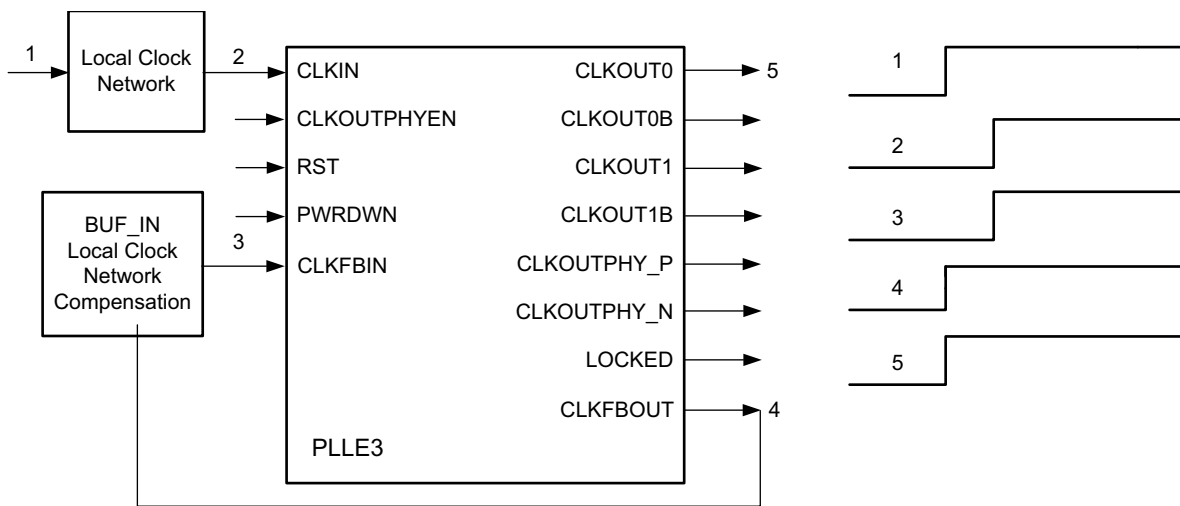 1
Local Clock
Network
2
CLKIN
CLKOUTPHYEN
RST
PWRDWN
BUF_IN
Local Clock
Network
Compensation
3
CLKFBIN
CLKOUT0
5
CLKOUT0B
CLKOUT1
CLKOUT1B
CLKOUTPHY_P
CLKOUTPHY_N
LOCKED
CLKFBOUT
4
PLLE3
1
2
3
4
5